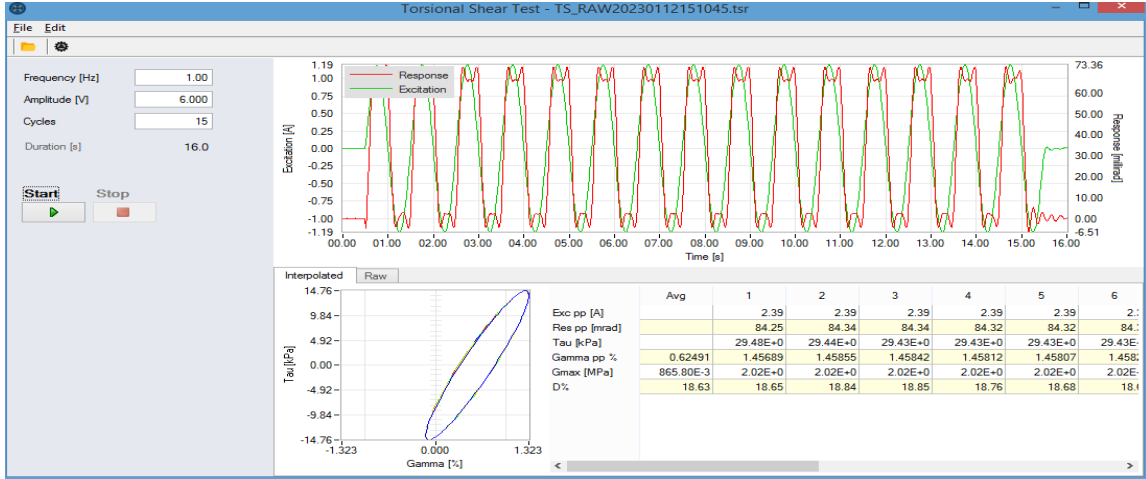 Torsional Shear Test - TS_RAW20230112151045.tsr
File Edit
Frequency [Hz] 1.00
Amplitude [V] 6.000
Cycles 15
Duration [s] 16.0
Start Stop
Response
Excitation
Excitation [A]
1.19
1.00
0.75
0.50
0.25
0.00
-0.25
-0.50
-0.75
-1.00
-1.19
73.36
60.00
50.00
40.00
30.00
20.00
10.00
0.00
-6.51
Response [millirad]
00.00 01.00 02.00 03.00 04.00 05.00 06.00 07.00 08.00 09.00 10.00 11.00 12.00 13.00 14.00 15.00 16.00
Time [s]
Interpolated Raw
Tau [kPa]
14.76
9.84
4.92
0.00
-4.92
-9.84
-14.76
-1.323 0.000 1.323
Gamma [%]
Avg 1 2 3 4 5 6
Exc pp [A] 2.39 2.39 2.39 2.39 2.39 2.
Res pp [mrad] 84.25 84.34 84.34 84.32 84.32 84.
Tau [kPa] 29.48E+0 29.44E+0 29.43E+0 29.43E+0 29.43E+0 29.43E-
Gamma pp % 0.62491 1.45689 1.45855 1.45842 1.45812 1.45807 1.458
Gmax [MPa] 865.80E-3 2.02E+0 2.02E+0 2.02E+0 2.02E+0 2.02E+0 2.02E-
D% 18.63 18.65 18.84 18.85 18.76 18.68 18.